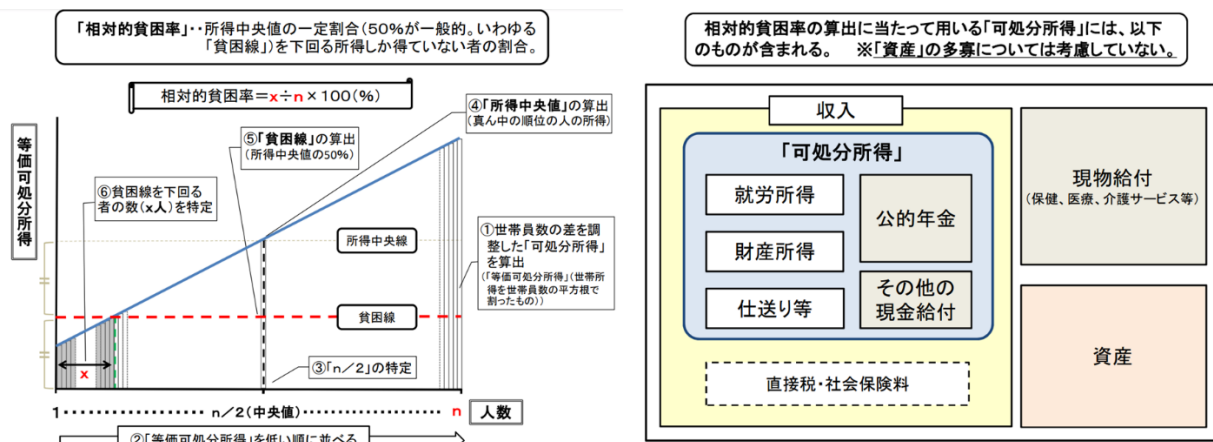 「相対的貧困率」･･所得中央値の一定割合(50%が一般的。いわゆる
「貧困線」)を下回る所得しか得ていない者の割合。
相対的貧困率=x÷n×100(%)
等価可処分所得
④「所得中央値」の算出
(真ん中の順位の人の所得)
⑤「貧困線」の算出
(所得中央値の50%)
⑥貧困線を下回る
者の数(x人)を特定
所得中央線
①世帯員数の差を調
整した「可処分所得」
を算出
(「等価可処分所得」(世帯所
得を世帯員数の平方根で
割ったもの))
貧困線
x
③「n/2」の特定
1 n/2(中央値) n 人数
②「等価可処分所得」を低い順に並べる
相対的貧困率の算出に当たって用いる「可処分所得」には、以下
のものが含まれる。 ※「資産」の多寡については考慮していない。
収入
「可処分所得」
就労所得
公的年金
財産所得
仕送り等
その他の
現金給付
直接税・社会保険料
現物給付
(保健、医療、介護サービス等)
資産